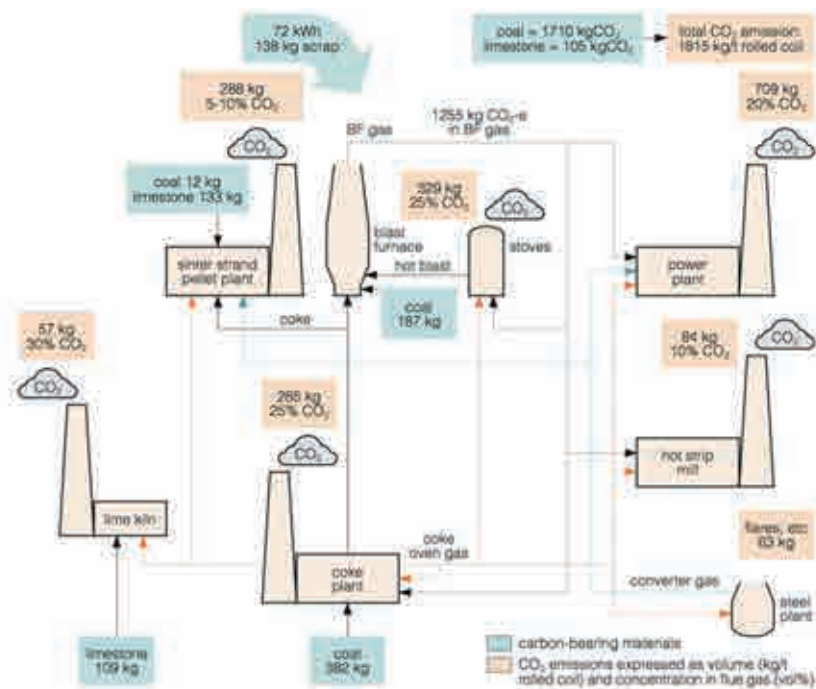 72 kWh
138 kg scrap
coal = 1710 kgCO2
limestone = 105 kgCO2
total CO2 emission:
1815 kg/t rolled coil
288 kg
5-10% CO2
CO2
BF gas
1255 kg CO2-e
in BF gas
709 kg
20% CO2
CO2
coal 12 kg
limestone 133 kg
329 kg
25% CO2
CO2
blast
furnace
hot blast
stoves
sinter strand
pellet plant
power
plant
coal
187 kg
coke
57 kg
30% CO2
CO2
84 kg
10% CO2
CO2
285 kg
25% CO2
CO2
hot strip
mill
lime kiln
coke
oven gas
flares, etc
63 kg
coke
plant
converter gas
steel
plant
limestone
109 kg
coal
382 kg
carbon-bearing materials
CO2 emissions expressed as volume (kg/t
rolled coil) and concentration in flue gas (vol%)